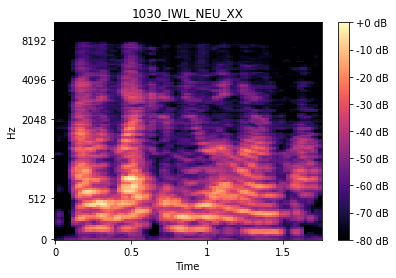 1030_IWL_NEU_XX
8192
4096
2048
1024
512
0
Hz
0
0.5
1
1.5
Time
+0 dB
-10 dB
-20 dB
-30 dB
-40 dB
-50 dB
-60 dB
-70 dB
-80 dB